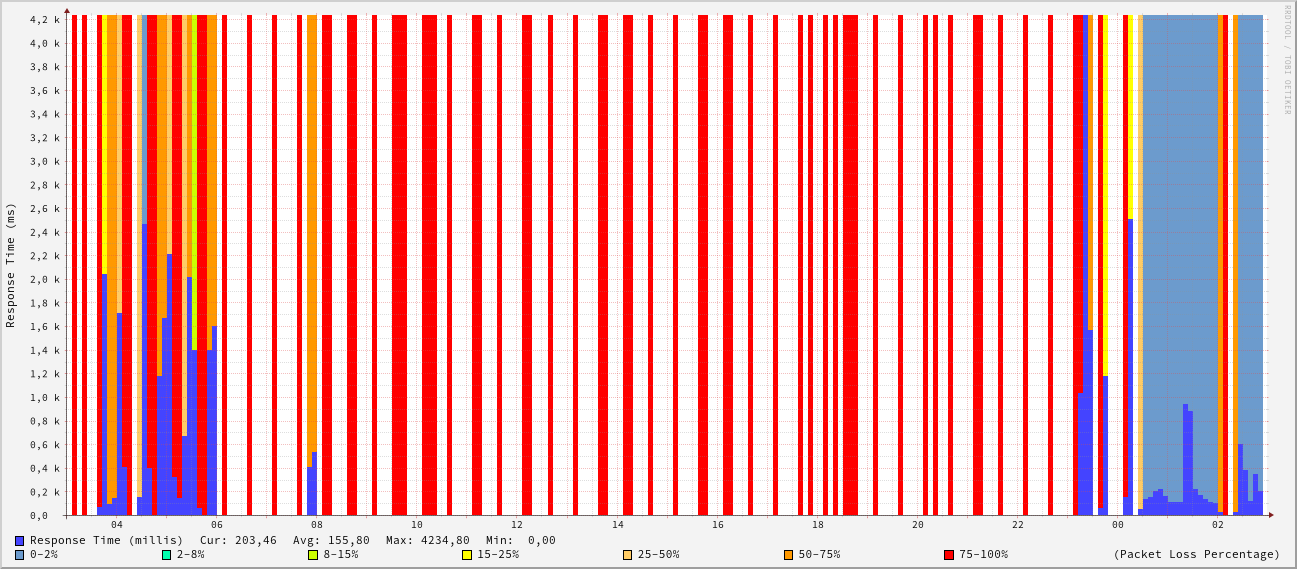 RRDTOOL / TOBI OETIKER
Response Time (ms)
4,2 k
4,0 k
3,8 k
3,6 k
3,4 k
3,2 k
3,0 k
2,8 k
2,6 k
2,4 k
2,2 k
2,0 k
1,8 k
1,6 k
1,4 k
1,2 k
1,0 k
0,8 k
0,6 k
0,4 k
0,2 k
0,0
04 06 08 10 12 14 16 18 20 22 00 02
Response Time (millis) Cur: 203,46 Avg: 155,80 Max: 4234,80 Min: 0,00
0-2% 2-8% 8-15% 15-25% 25-50% 50-75% 75-100% (Packet Loss Percentage)